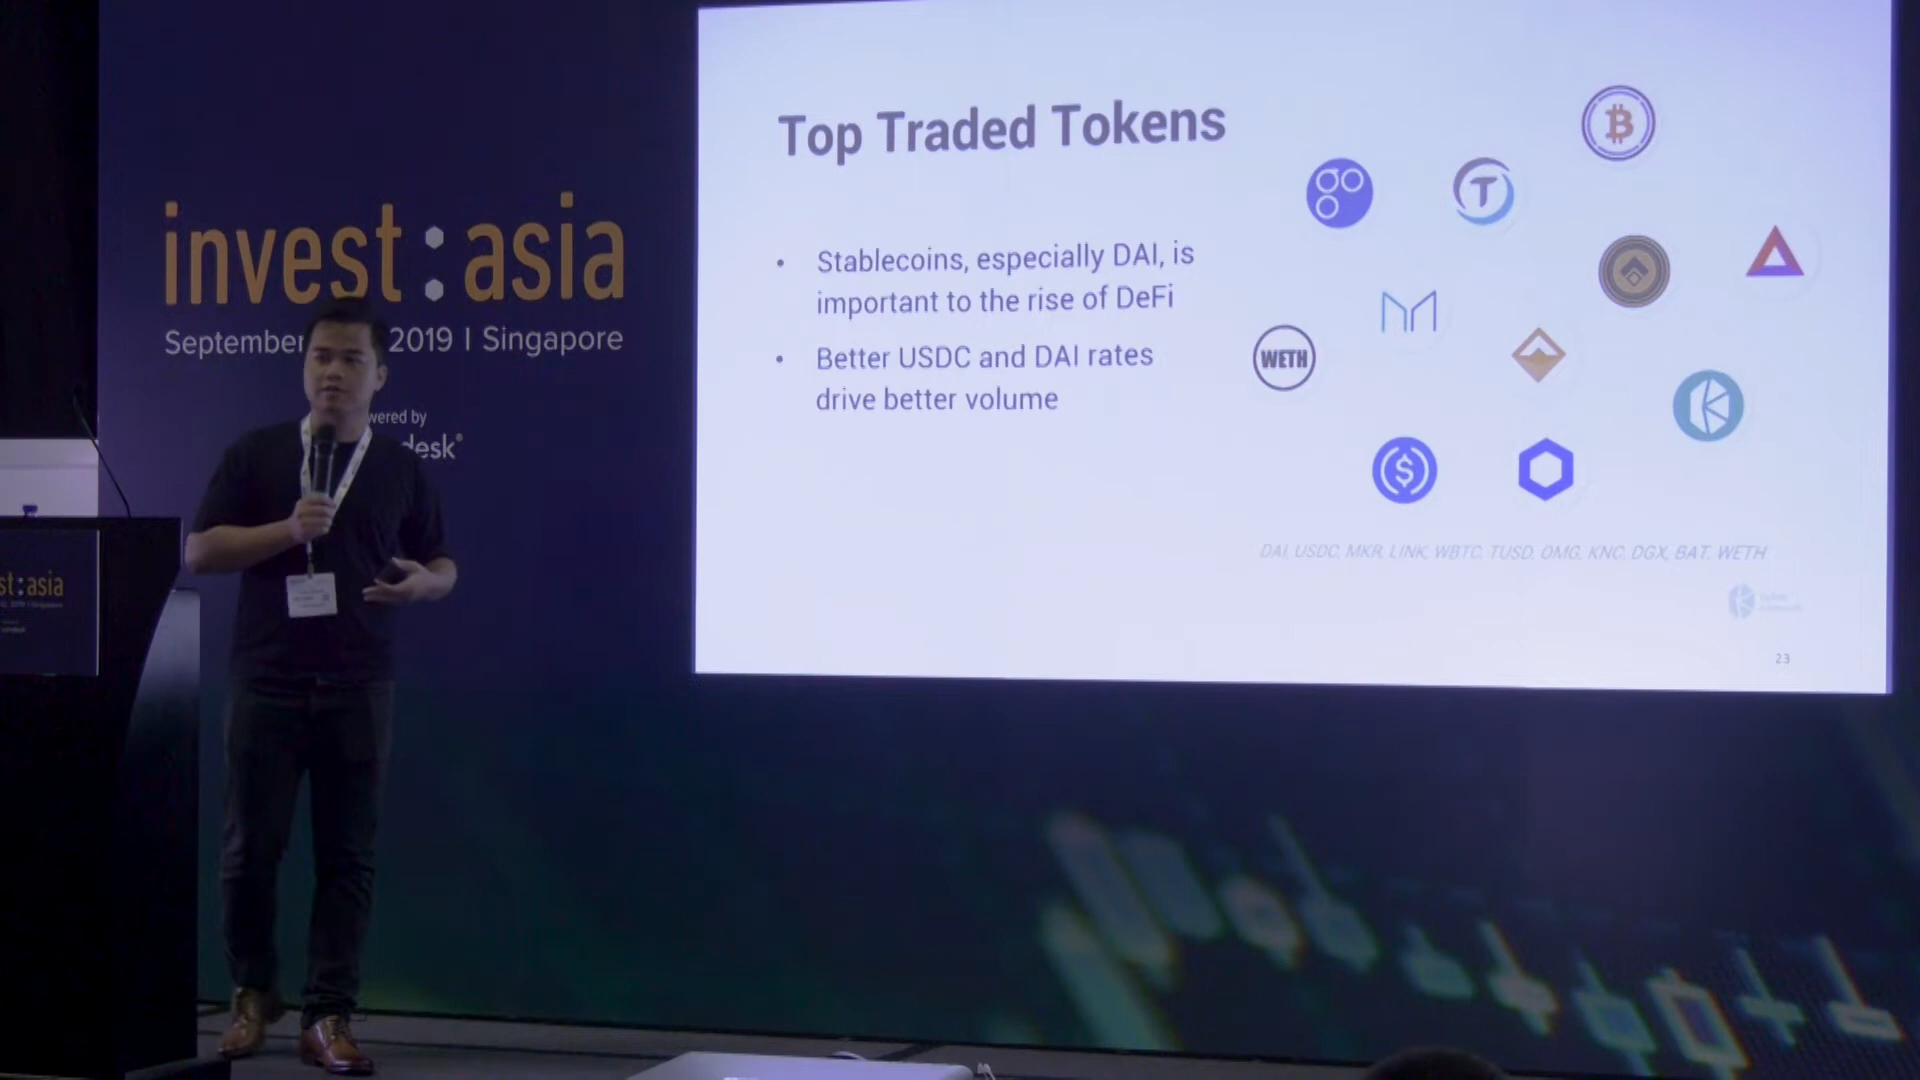 invest:asia
September 2019 | Singapore
wered by
desk
st:asia
Top Traded Tokens
• Stablecoins, especially DAI, is
important to the rise of DeFi
• Better USDC and DAI rates
drive better volume
T
WETH
DAI, USDC, MKR, LINK, WBTC, TUSD, OMG, KNC, DGX, BAT, WETH
23